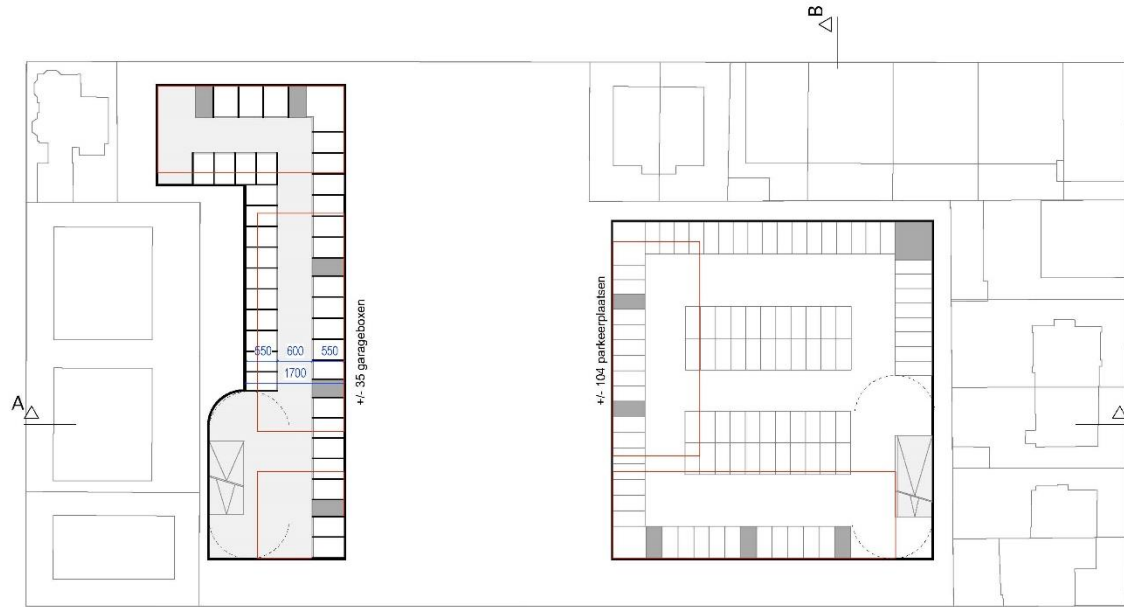 B
A
550 600 550
1700
+/- 35 garageboxen
+/- 104 parkeerplaatsen